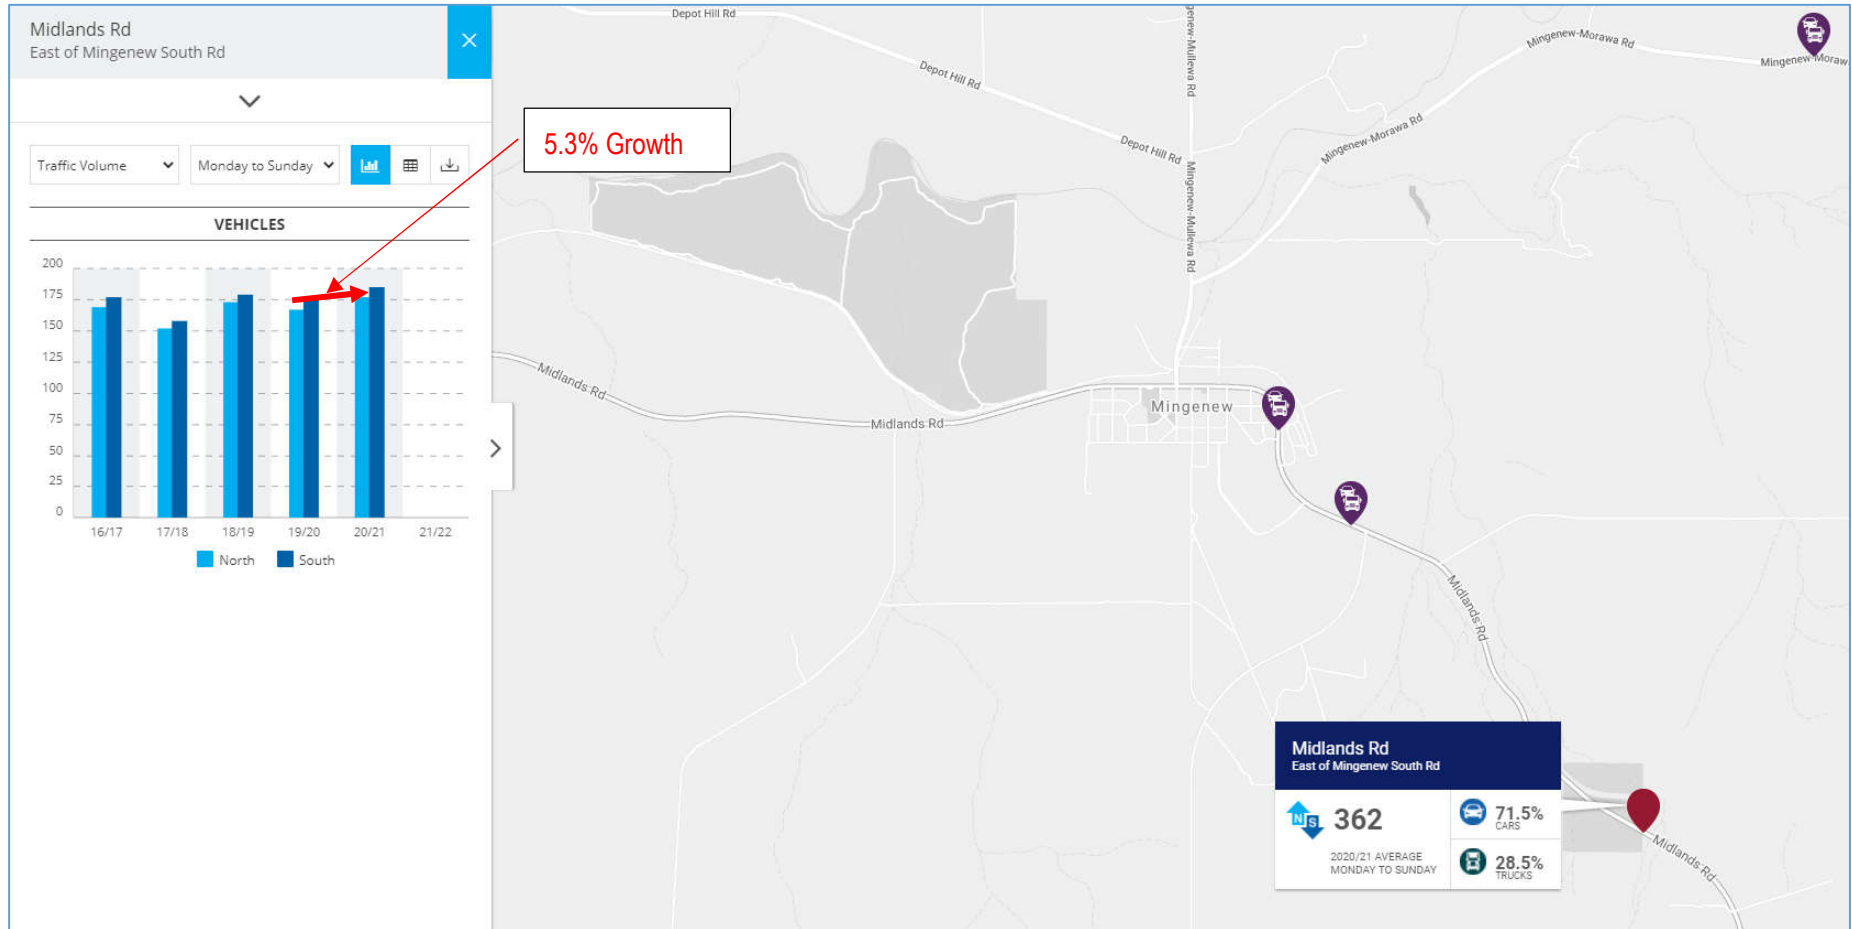 Midlands Rd
East of Mingenew South Rd
Traffic Volume
Monday to Sunday
VEHICLES
200
175
150
125
100
75
50
25
0
16/17
17/18
18/19
19/20
20/21
21/22
North
South
5.3% Growth
Depot Hill Rd
Depot Hill Rd
Depot Hill Rd
genew-Mullewa Rd
Mingenew-Mullewa Rd
Mingenew-Morawa Rd
Mingenew-Morawa Rd
Mingenew-Moraw
Midlands Rd
Midlands Rd
Mingenew
Midlands Rd
Midlands Rd
East of Mingenew South Rd
N S
362
2020/21 AVERAGE
MONDAY TO SUNDAY
71.5%
CARS
28.5%
TRUCKS
Midlands Rd